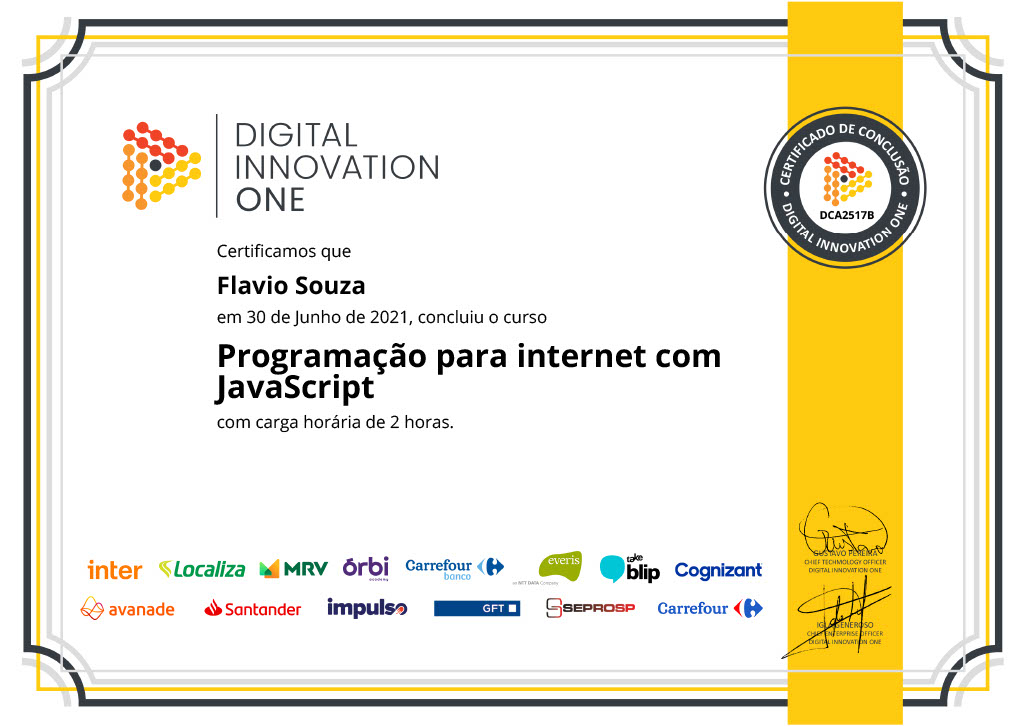 DIGITAL
INNOVATION
ONE
CERTIFICADO DE CONCLUSÃO
DCA2517B
DIGITAL INNOVATION ONE
Certificamos que
Flavio Souza
em 30 de Junho de 2021, concluiu o curso
Programação para internet com
JavaScript
com carga horária de 2 horas.
GUSTAVO PEREIRA
CHIEF TECHNOLOGY OFFICER
DIGITAL INNOVATION ONE
inter Localiza MRV órbi academy Carrefour banco everis an NTT DATA Company take blip Cognizant
avanade Santander impulso GFT SEPROSP Carrefour
IGLÁ GENEROSO
CHIEF ENTERPRISE OFFICER
DIGITAL INNOVATION ONE